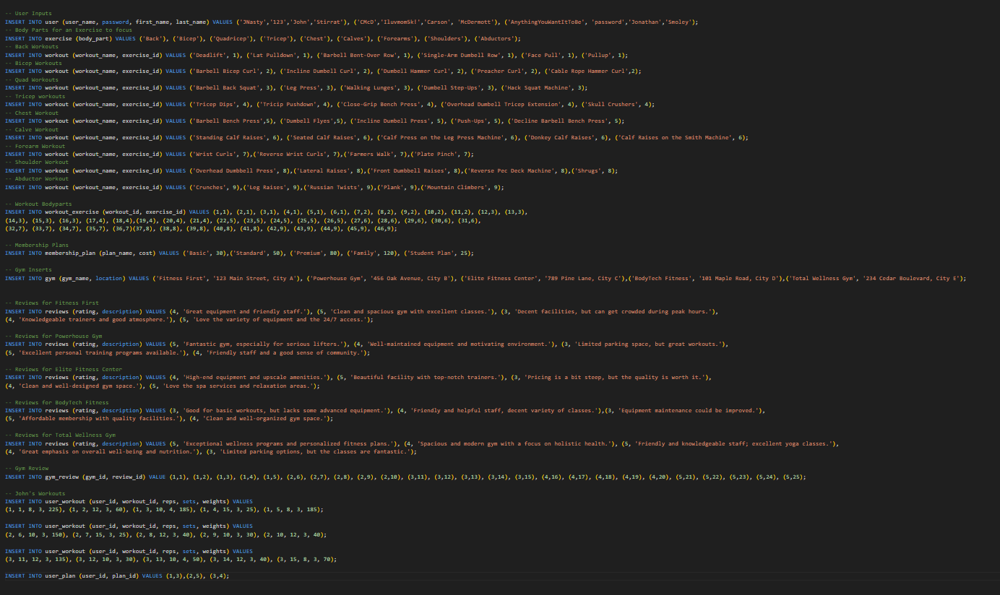 -- User Inputs
INSERT INTO user (user_name, password, first_name, last_name) VALUES ('JNasty','123','John','Stirrat'), ('CMcD','Iluvmom5k!','Carson', 'McDermott'), ('AnythingYouWantItToBe', 'password','Jonathan','Smoley');
-- Body Parts for an Exercise to focus
INSERT INTO exercise (body_part) VALUES ('Back'), ('Bicep'), ('Quadricep'), ('Tricep'), ('Chest'), ('Calves'), ('Forearms'), ('Shoulders'), ('Abductors');
-- Back Workouts
INSERT INTO workout (workout_name, exercise_id) VALUES ('Deadlift', 1), ('Lat Pulldown', 1), ('Barbell Bent-Over Row', 1), ('Single-Arm Dumbell Row', 1), ('Face Pull', 1), ('Pullup', 1);
-- Bicep Workouts
INSERT INTO workout (workout_name, exercise_id) VALUES ('Barbell Bicep Curl', 2), ('Incline Dumbell Curl', 2), ('Dumbell Hammer Curl', 2), ('Preacher Curl', 2), ('Cable Rope Hammer Curl',2);
-- Quad Workouts
INSERT INTO workout (workout_name, exercise_id) VALUES ('Barbell Back Squat', 3), ('Leg Press', 3), ('Walking Lunges', 3), ('Dumbell Step-Ups', 3), ('Hack Squat Machine', 3);
-- Tricep workouts
INSERT INTO workout (workout_name, exercise_id) VALUES ('Tricep Dips', 4), ('Tricip Pushdown', 4), ('Close-Grip Bench Press', 4), ('Overhead Dumbbell Tricep Extension', 4), ('Skull Crushers', 4);
-- Chest Workout
INSERT INTO workout (workout_name, exercise_id) VALUES ('Barbell Bench Press',5), ('Dumbell Flyes',5), ('Incline Dumbell Press', 5), ('Push-Ups', 5), ('Decline Barbell Bench Press', 5);
-- Calve Workout
INSERT INTO workout (workout_name, exercise_id) VALUES ('Standing Calf Raises', 6), ('Seated Calf Raises', 6), ('Calf Press on the Leg Press Machine', 6), ('Donkey Calf Raises', 6), ('Calf Raises on the Smith Machine', 6);
-- Forearm Workout
INSERT INTO workout (workout_name, exercise_id) VALUES ('Wrist Curls', 7),('Reverse Wrist Curls', 7),('Farmers Walk', 7),('Plate Pinch', 7);
-- Shoulder Workout
INSERT INTO workout (workout_name, exercise_id) VALUES ('Overhead Dumbbell Press', 8),('Lateral Raises', 8),('Front Dumbbell Raises', 8),('Reverse Pec Deck Machine', 8),('Shrugs', 8);
-- Abductor Workout
INSERT INTO workout (workout_name, exercise_id) VALUES ('Crunches', 9),('Leg Raises', 9),('Russian Twists', 9),('Plank', 9),('Mountain Climbers', 9);
-- Workout Bodyparts
INSERT INTO workout_exercise (workout_id, exercise_id) VALUES (1,1), (2,1), (3,1), (4,1), (5,1), (6,1), (7,2), (8,2), (9,2), (10,2), (11,2), (12,3), (13,3),
(14,3), (15,3), (16,3), (17,4), (18,4),(19,4), (20,4), (21,4), (22,5), (23,5), (24,5), (25,5), (26,5), (27,6), (28,6), (29,6), (30,6), (31,6),
(32,7), (33,7), (34,7), (35,7), (36,7)(37,8), (38,8), (39,8), (40,8), (41,8), (42,9), (43,9), (44,9), (45,9), (46,9);
-- Membership Plans
INSERT INTO membership_plan (plan_name, cost) VALUES ('Basic', 30),('Standard', 50), ('Premium', 80), ('Family', 120), ('Student Plan', 25);
-- Gym Inserts
INSERT INTO gym (gym_name, location) VALUES ('Fitness First', '123 Main Street, City A'), ('Powerhouse Gym', '456 Oak Avenue, City B'), ('Elite Fitness Center', '789 Pine Lane, City C'),('BodyTech Fitness', '101 Maple Road, City D'),('Total Wellness Gym', '234 Cedar Boulevard, City E');
-- Reviews for Fitness First
INSERT INTO reviews (rating, description) VALUES (4, 'Great equipment and friendly staff.'), (5, 'Clean and spacious gym with excellent classes.'), (3, 'Decent facilities, but can get crowded during peak hours.'),
(4, 'Knowledgeable trainers and good atmosphere.'), (5, 'Love the variety of equipment and the 24/7 access.');
-- Reviews for Powerhouse Gym
INSERT INTO reviews (rating, description) VALUES (5, 'Fantastic gym, especially for serious lifters.'), (4, 'Well-maintained equipment and motivating environment.'), (3, 'Limited parking space, but great workouts.'),
(5, 'Excellent personal training programs available.'), (4, 'Friendly staff and a good sense of community.');
-- Reviews for Elite Fitness Center
INSERT INTO reviews (rating, description) VALUES (4, 'High-end equipment and upscale amenities.'), (5, 'Beautiful facility with top-notch trainers.'), (3, 'Pricing is a bit steep, but the quality is worth it.'),
(4, 'Clean and well-designed gym space.'), (5, 'Love the spa services and relaxation areas.');
-- Reviews for BodyTech Fitness
INSERT INTO reviews (rating, description) VALUES (3, 'Good for basic workouts, but lacks some advanced equipment.'), (4, 'Friendly and helpful staff, decent variety of classes.'),(3, 'Equipment maintenance could be improved.'),
(5, 'Affordable membership with quality facilities.'), (4, 'Clean and well-organized gym space.');
-- Reviews for Total Wellness Gym
INSERT INTO reviews (rating, description) VALUES (5, 'Exceptional wellness programs and personalized fitness plans.'), (4, 'Spacious and modern gym with a focus on holistic health.'), (5, 'Friendly and knowledgeable staff; excellent yoga classes.'),
(4, 'Great emphasis on overall well-being and nutrition.'), (3, 'Limited parking options, but the classes are fantastic.');
-- Gym Review
INSERT INTO gym_review (gym_id, review_id) VALUE (1,1), (1,2), (1,3), (1,4), (1,5), (2,6), (2,7), (2,8), (2,9), (2,10), (3,11), (3,12), (3,13), (3,14), (3,15), (4,16), (4,17), (4,18), (4,19), (4,20), (5,21), (5,22), (5,23), (5,24), (5,25);
-- John's Workouts
INSERT INTO user_workout (user_id, workout_id, reps, sets, weights) VALUES
(1, 1, 8, 3, 225), (1, 2, 12, 3, 60), (1, 3, 10, 4, 185), (1, 4, 15, 3, 25), (1, 5, 8, 3, 185);
INSERT INTO user_workout (user_id, workout_id, reps, sets, weights) VALUES
(2, 6, 10, 3, 150), (2, 7, 15, 3, 25), (2, 8, 12, 3, 40), (2, 9, 10, 3, 30), (2, 10, 12, 3, 40);
INSERT INTO user_workout (user_id, workout_id, reps, sets, weights) VALUES
(3, 11, 12, 3, 135), (3, 12, 10, 3, 30), (3, 13, 10, 4, 50), (3, 14, 12, 3, 40), (3, 15, 8, 3, 70);
INSERT INTO user_plan (user_id, plan_id) VALUES (1,3),(2,5), (3,4);